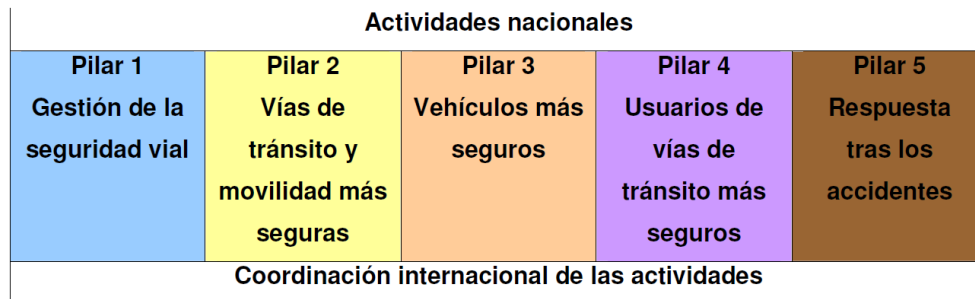 Actividades nacionales
Pilar 1
Gestión de la
seguridad vial
Pilar 2
Vías de
tránsito y
movilidad más
seguras
Pilar 3
Vehículos más
seguros
Pilar 4
Usuarios de
vías de
tránsito más
seguros
Pilar 5
Respuesta
tras los
accidentes
Coordinación internacional de las actividades